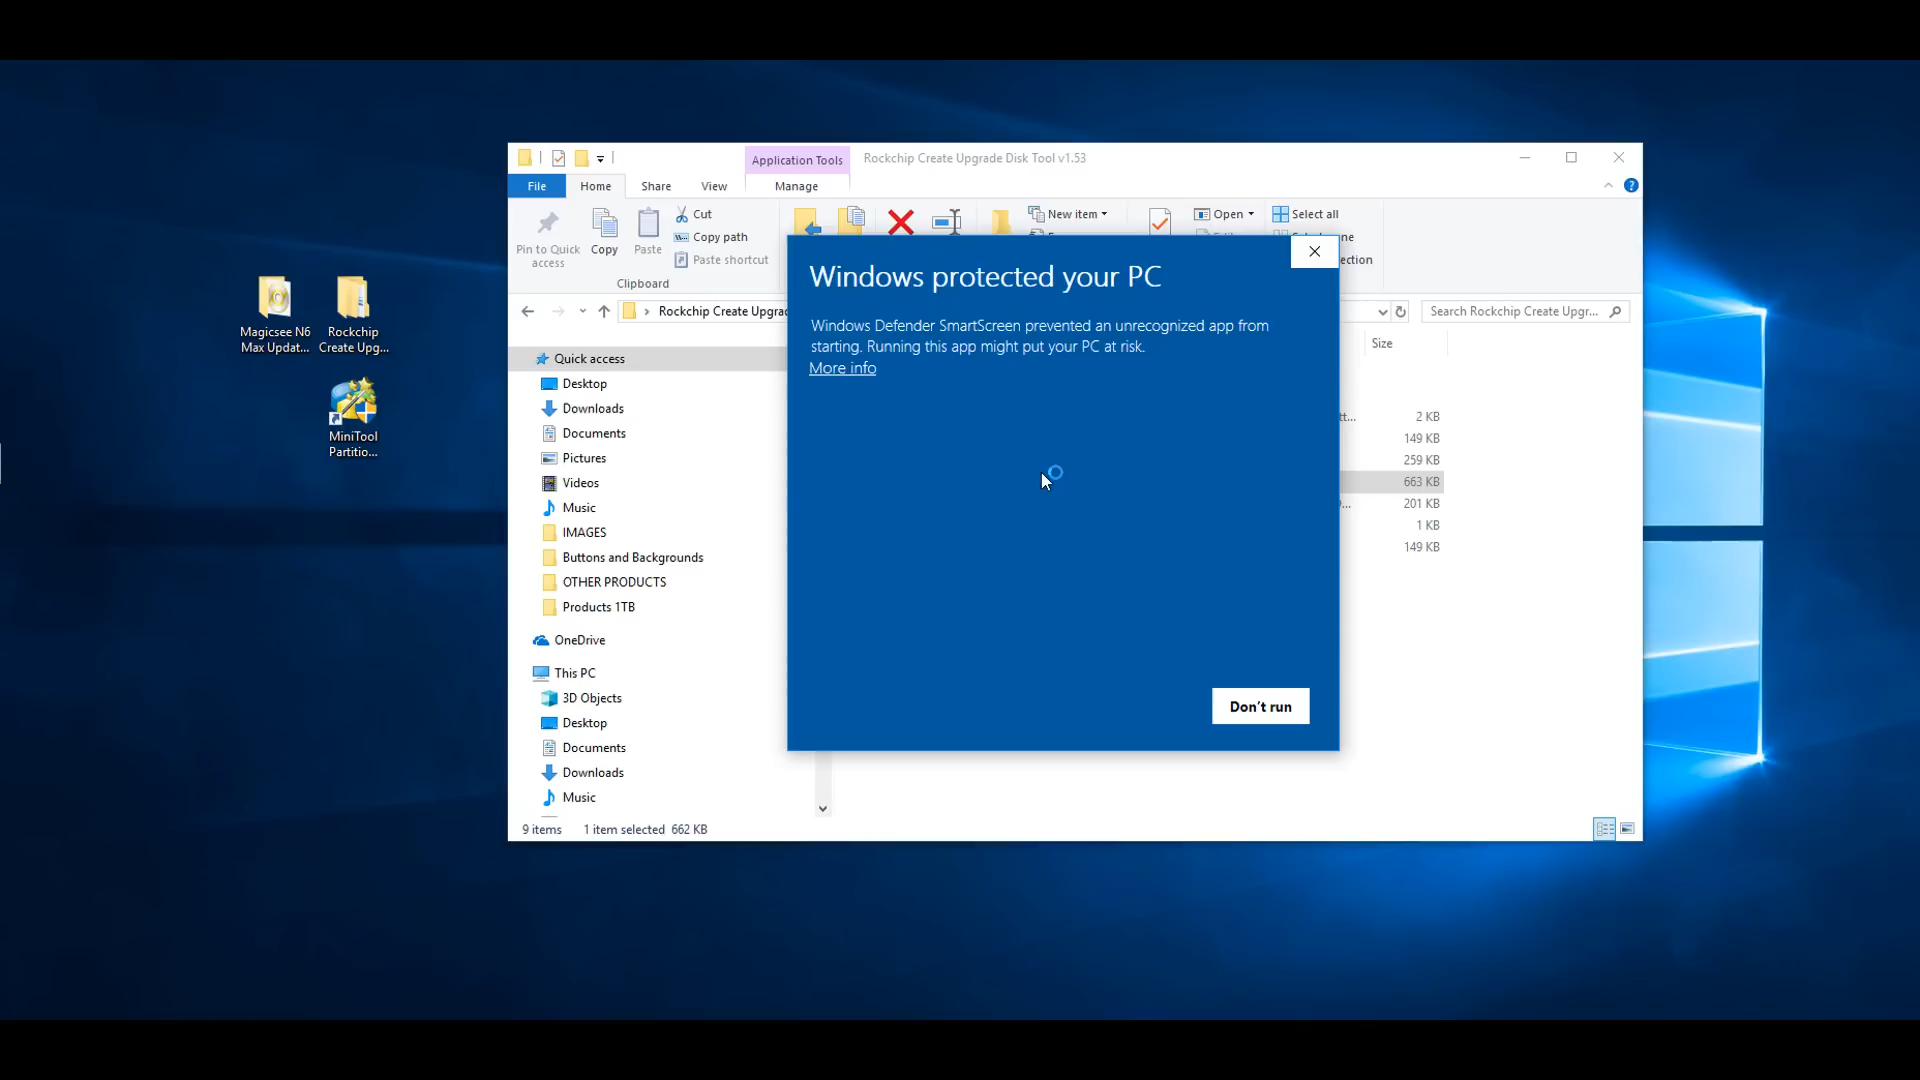 Application Tools
Rockchip Create Upgrade Disk Tool v1.53
File
Home
Share
View
Manage
Pin to Quick
access
Copy
Paste
Cut
Copy path
Paste shortcut
Clipboard
New item
Open
Select all
Rockchip Create Upgrad
Search Rockchip Create Upgr...
Size
Quick access
Desktop
Downloads
Documents
Pictures
Videos
Music
IMAGES
Buttons and Backgrounds
OTHER PRODUCTS
Products 1TB
OneDrive
This PC
3D Objects
Desktop
Documents
Downloads
Music
2 KB
149 KB
259 KB
663 KB
201 KB
1 KB
149 KB
9 items
1 item selected 662 KB
Windows protected your PC
Windows Defender SmartScreen prevented an unrecognized app from
starting. Running this app might put your PC at risk.
More info
Don't run
Magicsee N6
Max Updat...
Rockchip
Create Upg...
MiniTool
Partitio...